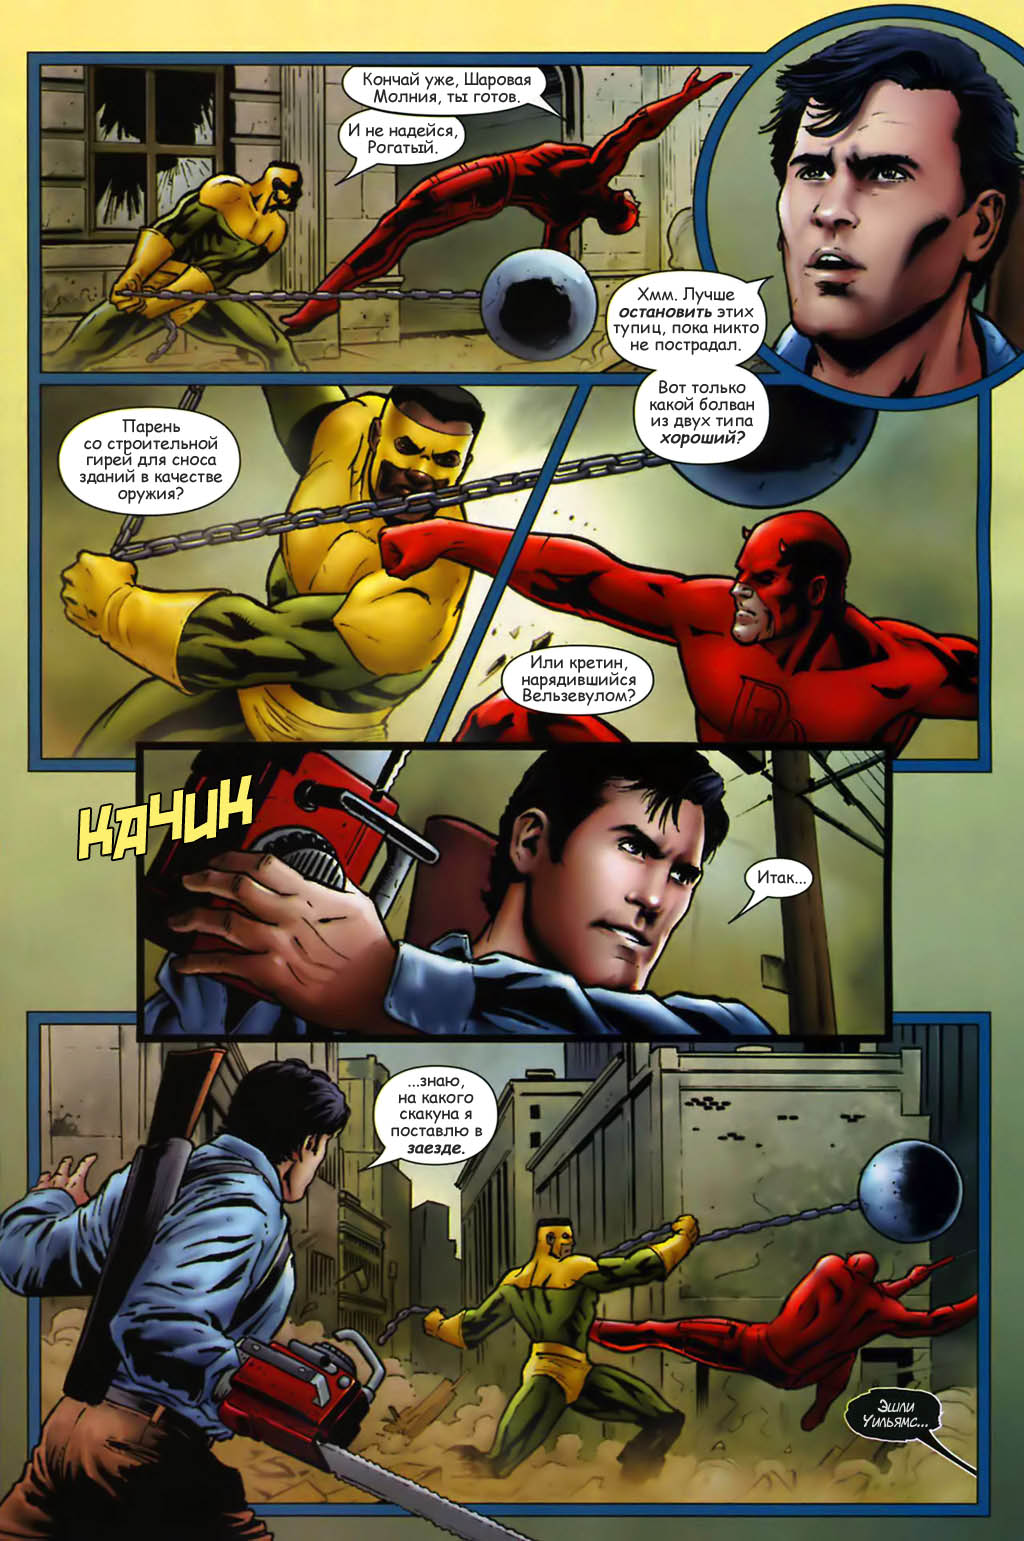 Кончай уже, Шаровая
Молния, ты готов.
И не надейся,
Рогатый.
Хмм. Лучше
остановить этих
тупиц, пока никто
не пострадал.
Вот только
какой болван
из двух типа
хороший?
Парень
со строительной
гирей для сноса
зданий в качестве
оружия?
Или кретин,
нарядившийся
Вельзевулом?
КАЧИК
Итак...
...знаю,
на какого
скакуна я
поставлю в
заезде.
Эшли
Уильямс...